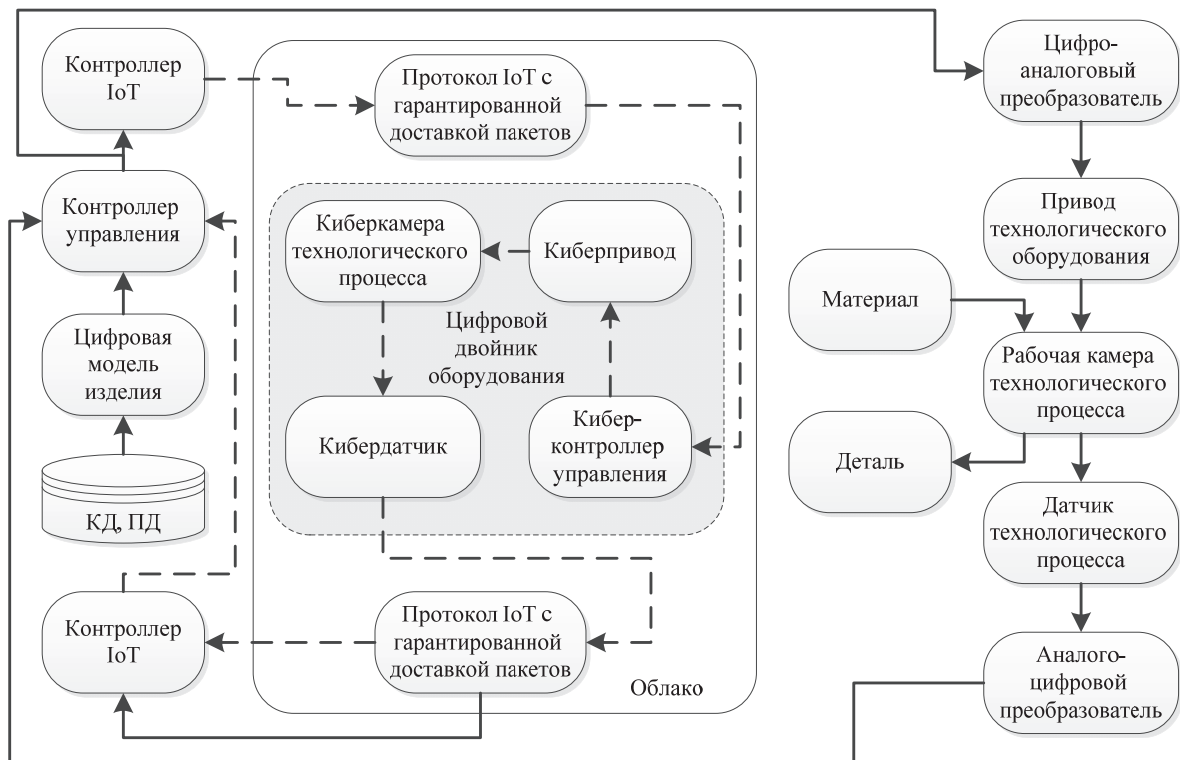 Контроллер
IoT
Протокол IoT с
гарантированной
доставкой пакетов
Цифро-
аналоговый
преобразователь
Контроллер
управления
Киберкамера
технологического
процесса
Киберпривод
Привод
технологического
оборудования
Материал
Цифровой
двойник
оборудования
Цифровая
модель
изделия
Рабочая камера
технологического
процесса
Кибердатчик
Кибер-
контроллер
управления
Деталь
КД, ПД
Датчик
технологического
процесса
Контроллер
IoT
Протокол IoT с
гарантированной
доставкой пакетов
Облако
Аналого-
цифровой
преобразователь